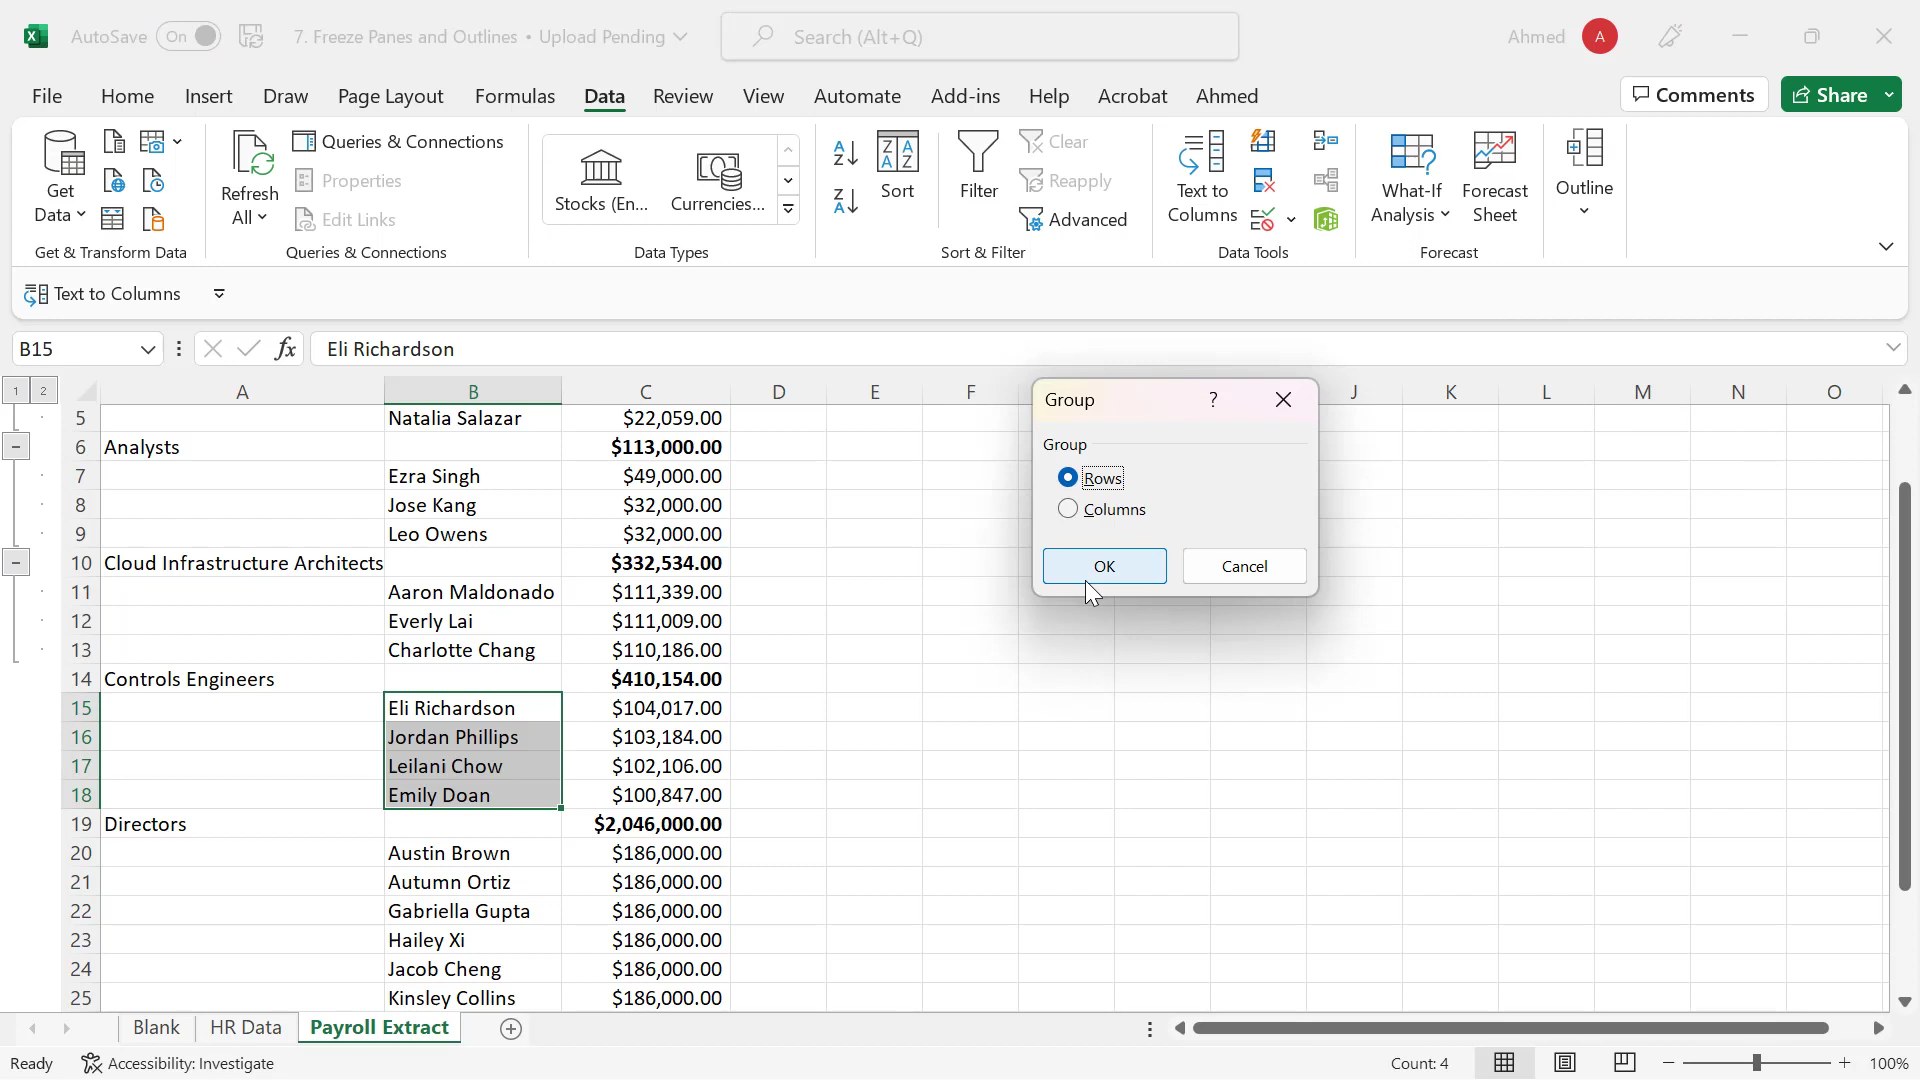 AutoSave On 7. Freeze Panes and Outlines • Upload Pending Search (Alt+Q) Ahmed A
File Home Insert Draw Page Layout Formulas Data Review View Automate Add-ins Help Acrobat Ahmed Comments Share
Get Data
Get & Transform Data
Refresh All
Queries & Connections
Properties
Edit Links
Queries & Connections
Stocks (En... Currencies...
Data Types
Sort
Filter
Clear
Reapply
Advanced
Sort & Filter
Text to Columns
Data Tools
What-If Analysis
Forecast Sheet
Forecast
Outline
Text to Columns
B15 fx Eli Richardson
1 2 A B C D E F J K L M N O
5 Natalia Salazar $22,059.00
6 Analysts $113,000.00
7 Ezra Singh $49,000.00
8 Jose Kang $32,000.00
9 Leo Owens $32,000.00
10 Cloud Infrastructure Architects $332,534.00
11 Aaron Maldonado $111,339.00
12 Everly Lai $111,009.00
13 Charlotte Chang $110,186.00
14 Controls Engineers $410,154.00
15 Eli Richardson $104,017.00
16 Jordan Phillips $103,184.00
17 Leilani Chow $102,106.00
18 Emily Doan $100,847.00
19 Directors $2,046,000.00
20 Austin Brown $186,000.00
21 Autumn Ortiz $186,000.00
22 Gabriella Gupta $186,000.00
23 Hailey Xi $186,000.00
24 Jacob Cheng $186,000.00
25 Kinsley Collins $186,000.00
Group ?
Group
Rows
Columns
OK Cancel
Blank HR Data Payroll Extract
Ready Accessibility: Investigate Count: 4 100%